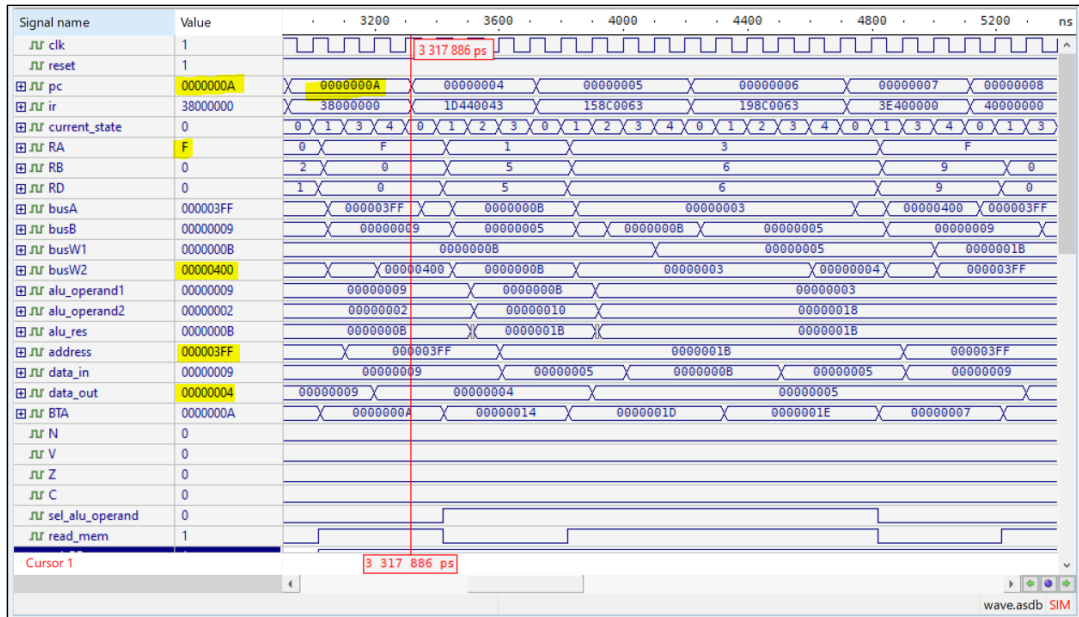 Signal name Value 3200 3600 4000 4400 4800 5200 ns
clk 1 3 317 886 ps
reset 1
pc 0000000A 0000000A 00000004 00000005 00000006 00000007 00000008
ir 38000000 38000000 1D440043 158C0063 198C0063 3E400000 40000000
current_state 0 0 1 3 4 0 1 2 3 0 1 2 3 4 0 1 2 3 4 0 1 3 4 0 1 3
RA F 0 F 1 3 F
RB 0 2 0 5 6 9 0
RD 0 1 0 5 6 9 0
busA 000003FF 000003FF 0000000B 00000003 00000400 000003FF
busB 00000009 00000009 00000005 0000000B 00000005 00000009
busW1 0000000B 0000000B 00000005 0000001B
busW2 00000400 00000400 0000000B 00000003 00000004 000003FF
alu_operand1 00000009 00000009 0000000B 00000003
alu_operand2 00000002 00000002 00000010 00000018
alu_res 0000000B 0000000B 0000001B 0000001B
address 000003FF 000003FF 0000001B 000003FF
data_in 00000009 00000009 00000005 0000000B 00000005 00000009
data_out 00000004 00000009 00000004 00000005
BTA 0000000A 0000000A 00000014 0000001D 0000001E 00000007
N 0
V 0
Z 0
C 0
sel_alu_operand 0
read_mem 1
Cursor 1 3 317 886 ps
wave.asdb SIM